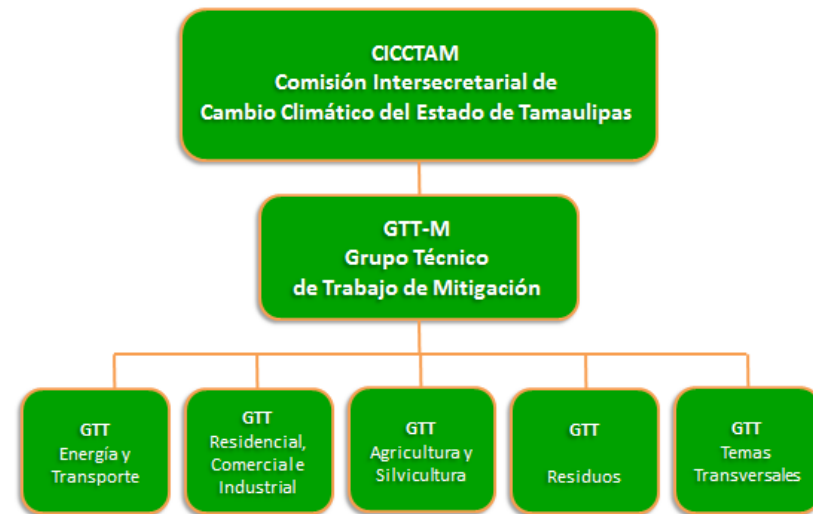 CICCTAM
Comisión Intersecretarial de
Cambio Climático del Estado de Tamaulipas
GTT-M
Grupo Técnico
de Trabajo de Mitigación
GTT
Energía y
Transporte
GTT
Residencial,
Comercial e
Industrial
GTT
Agricultura y
Silvicultura
GTT
Residuos
GTT
Temas
Transversales